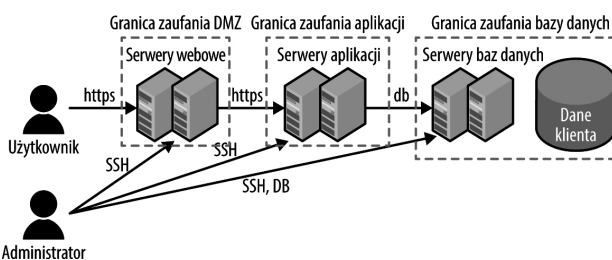 Granica zaufania DMZ
Granica zaufania aplikacji
Granica zaufania bazy danych
Serwery webowe
Serwery aplikacji
Serwery baz danych
https
https
db
Dane
klienta
Użytkownik
SSH
SSH
SSH, DB
Administrator